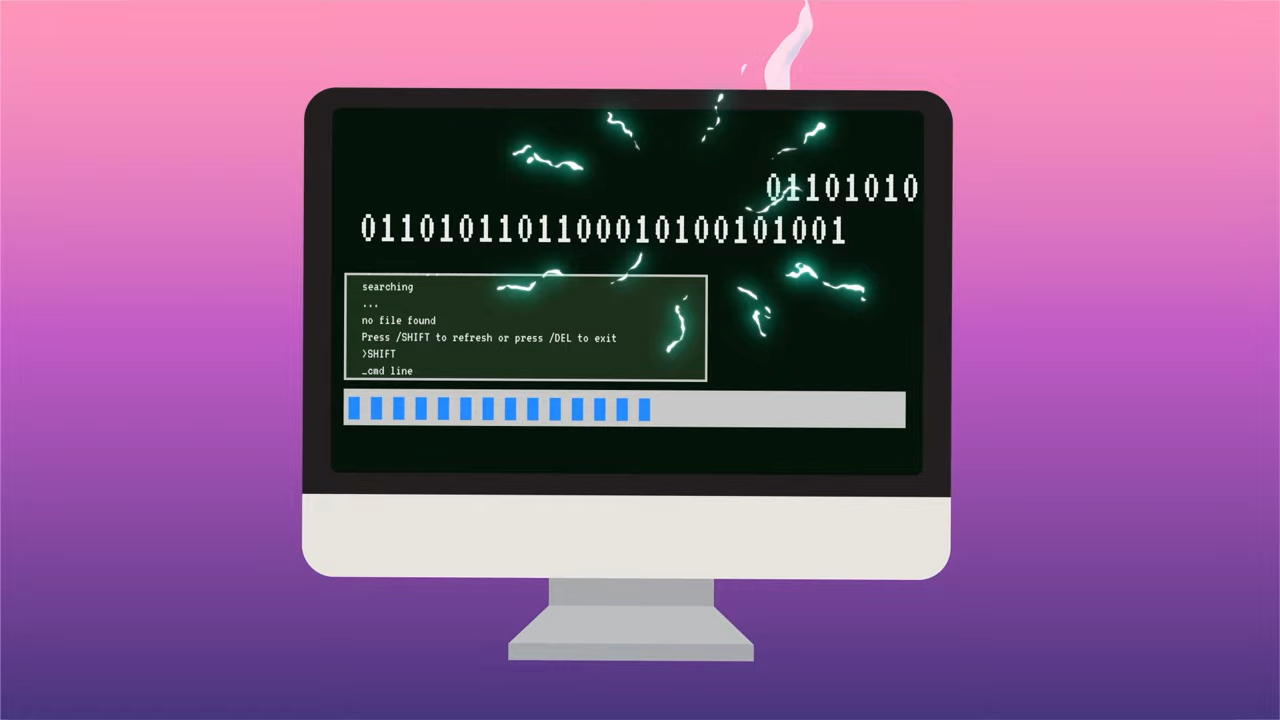 01101010
0110101101100010100101001
searching
...
no file found
Press /SHIFT to refresh or press /DEL to exit
>SHIFT
_cmd line